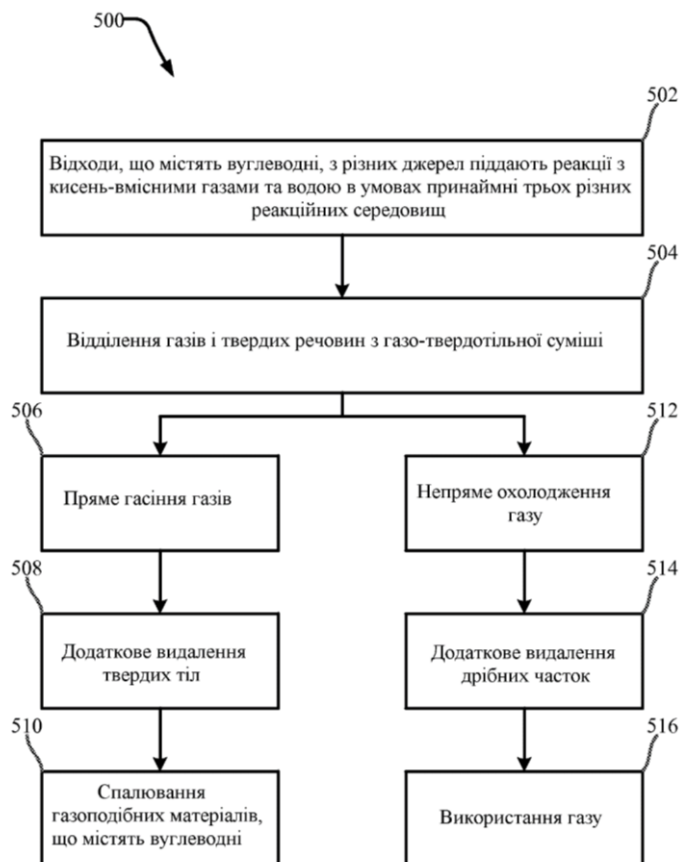 500
502
Відходи, що містять вуглеводні, з різних джерел піддають реакції з
кисень-вмісними газами та водою в умовах принаймні трьох різних
реакційних середовищ
504
Відділення газів і твердих речовин з газо-твердотільної суміші
506
512
Пряме гасіння газів
Непряме охолодження
газу
508
514
Додаткове видалення
твердих тіл
Додаткове видалення
дрібних часток
510
516
Спалювання
газоподібних матеріалів,
що містять вуглеводні
Використання газу